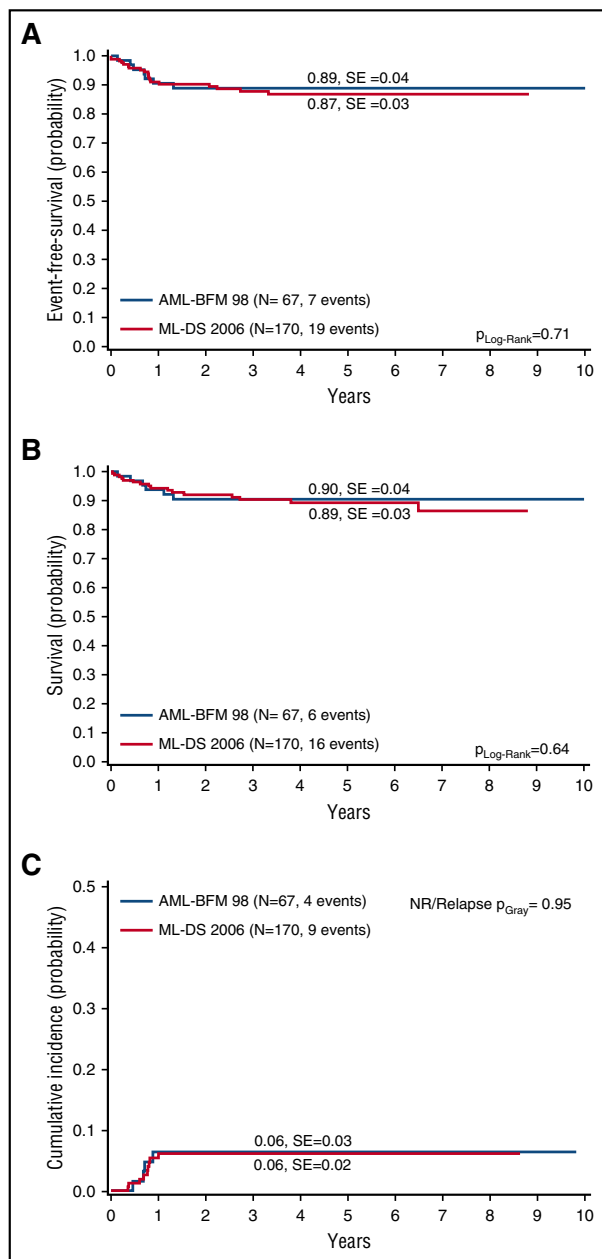 A
Event-free-survival (probability)
1.0
0.9
0.8
0.7
0.6
0.5
0.4
0.3
0.2
0.1
0.0
0.89, SE =0.04
0.87, SE =0.03
AML-BFM 98 (N= 67, 7 events)
ML-DS 2006 (N=170, 19 events)
pLog-Rank=0.71
0 1 2 3 4 5 6 7 8 9 10
Years
B
Survival (probability)
1.0
0.9
0.8
0.7
0.6
0.5
0.4
0.3
0.2
0.1
0.0
0.90, SE =0.04
0.89, SE =0.03
AML-BFM 98 (N= 67, 6 events)
ML-DS 2006 (N=170, 16 events)
pLog-Rank=0.64
0 1 2 3 4 5 6 7 8 9 10
Years
C
Cumulative incidence (probability)
0.5
0.4
0.3
0.2
0.1
0.0
AML-BFM 98 (N=67, 4 events)
NR/Relapse pGray= 0.95
ML-DS 2006 (N=170, 9 events)
0.06, SE=0.03
0.06, SE=0.02
0 1 2 3 4 5 6 7 8 9 10
Years